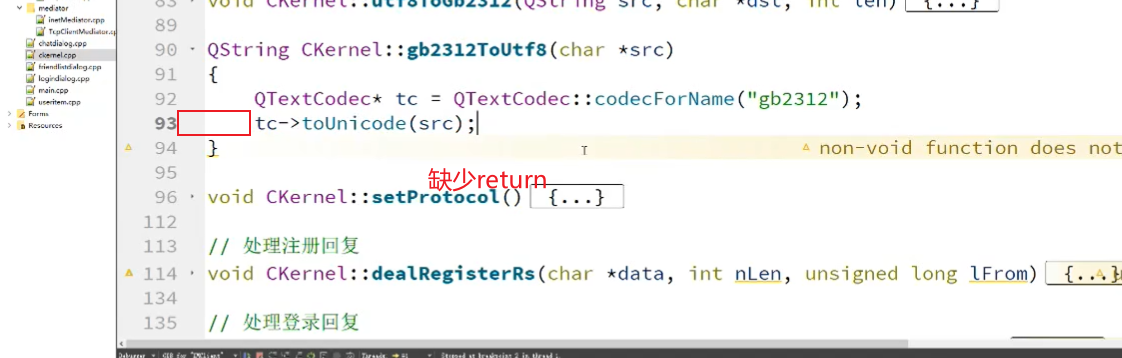 mediator
inetMediator.cpp
TcpClientMediator.cp
chatdialog.cpp
ckernel.cpp
friendlistdialog.cpp
logindialog.cpp
main.cpp
useritem.cpp
Forms
Resources
83 void CKernel::utf8ToGb2312(QString src, char *dst, int len) {...}
89
90 QString CKernel::gb2312ToUtf8(char *src)
91 {
92 QTextCodec* tc = QTextCodec::codecForName("gb2312");
93 tc->toUnicode(src);
94 } non-void function does not
95
缺少return
96 void CKernel::setProtocol() {...}
112
113 // 处理注册回复
114 void CKernel::dealRegisterRs(char *data, int nLen, unsigned long lFrom) {...}
134
135 // 处理登录回复